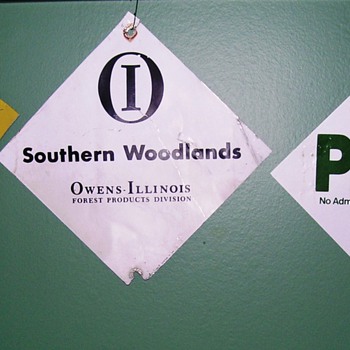 OI
Southern Woodlands
OWENS-ILLINOIS
FOREST PRODUCTS DIVISION
P
No Adm